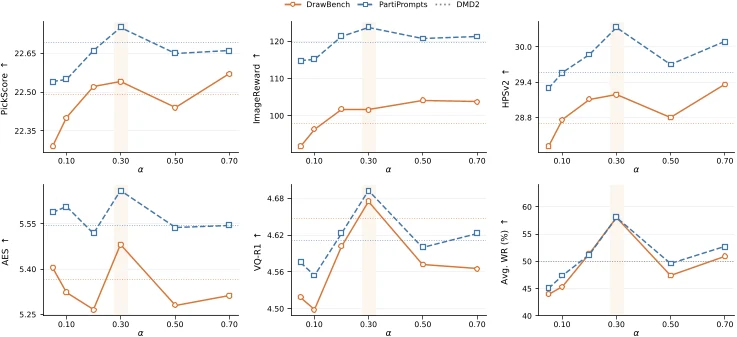 DrawBench PartiPrompts DMD2
PickScore ↑
22.65
22.50
22.35
0.10 0.30 0.50 0.70
α
ImageReward ↑
120
110
100
0.10 0.30 0.50 0.70
α
HPSv2 ↑
30.0
29.4
28.8
0.10 0.30 0.50 0.70
α
AES ↑
5.55
5.40
5.25
0.10 0.30 0.50 0.70
α
VQ-R1 ↑
4.68
4.62
4.56
4.50
0.10 0.30 0.50 0.70
α
Avg. WR (%) ↑
60
55
50
45
40
0.10 0.30 0.50 0.70
α